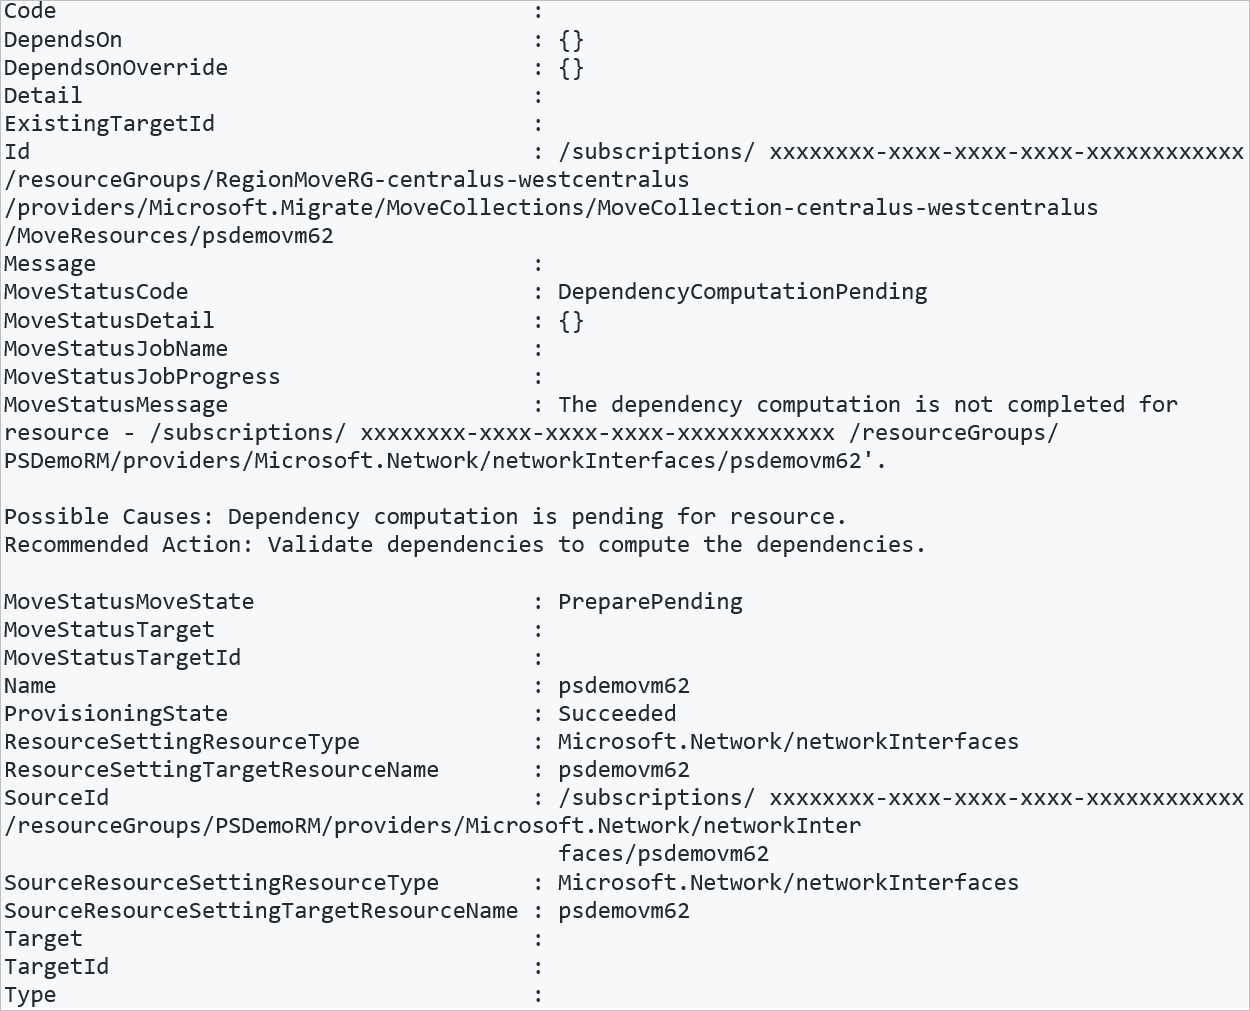 Code                                    :
DependsOn                               : {}
DependsOnOverride                       : {}
Detail                                  :
ExistingTargetId                        :
Id                                      : /subscriptions/ xxxxxxxx-xxxx-xxxx-xxxx-xxxxxxxxxxxx
/resourceGroups/RegionMoveRG-centralus-westcentralus
/providers/Microsoft.Migrate/MoveCollections/MoveCollection-centralus-westcentralus
/MoveResources/psdemovm62
Message                                 :
MoveStatusCode                          : DependencyComputationPending
MoveStatusDetail                        : {}
MoveStatusJobName                       :
MoveStatusJobProgress                   :
MoveStatusMessage                       : The dependency computation is not completed for
resource - /subscriptions/ xxxxxxxx-xxxx-xxxx-xxxx-xxxxxxxxxxxx /resourceGroups/
PSDemoRM/providers/Microsoft.Network/networkInterfaces/psdemovm62'.

Possible Causes: Dependency computation is pending for resource.
Recommended Action: Validate dependencies to compute the dependencies.

MoveStatusMoveState                     : PreparePending
MoveStatusTarget                        :
MoveStatusTargetId                      :
Name                                    : psdemovm62
ProvisioningState                       : Succeeded
ResourceSettingResourceType             : Microsoft.Network/networkInterfaces
ResourceSettingTargetResourceName       : psdemovm62
SourceId                                : /subscriptions/ xxxxxxxx-xxxx-xxxx-xxxx-xxxxxxxxxxxx
/resourceGroups/PSDemoRM/providers/Microsoft.Network/networkInter
                                          faces/psdemovm62
SourceResourceSettingResourceType       : Microsoft.Network/networkInterfaces
SourceResourceSettingTargetResourceName : psdemovm62
Target                                  :
TargetId                                :
Type                                    :